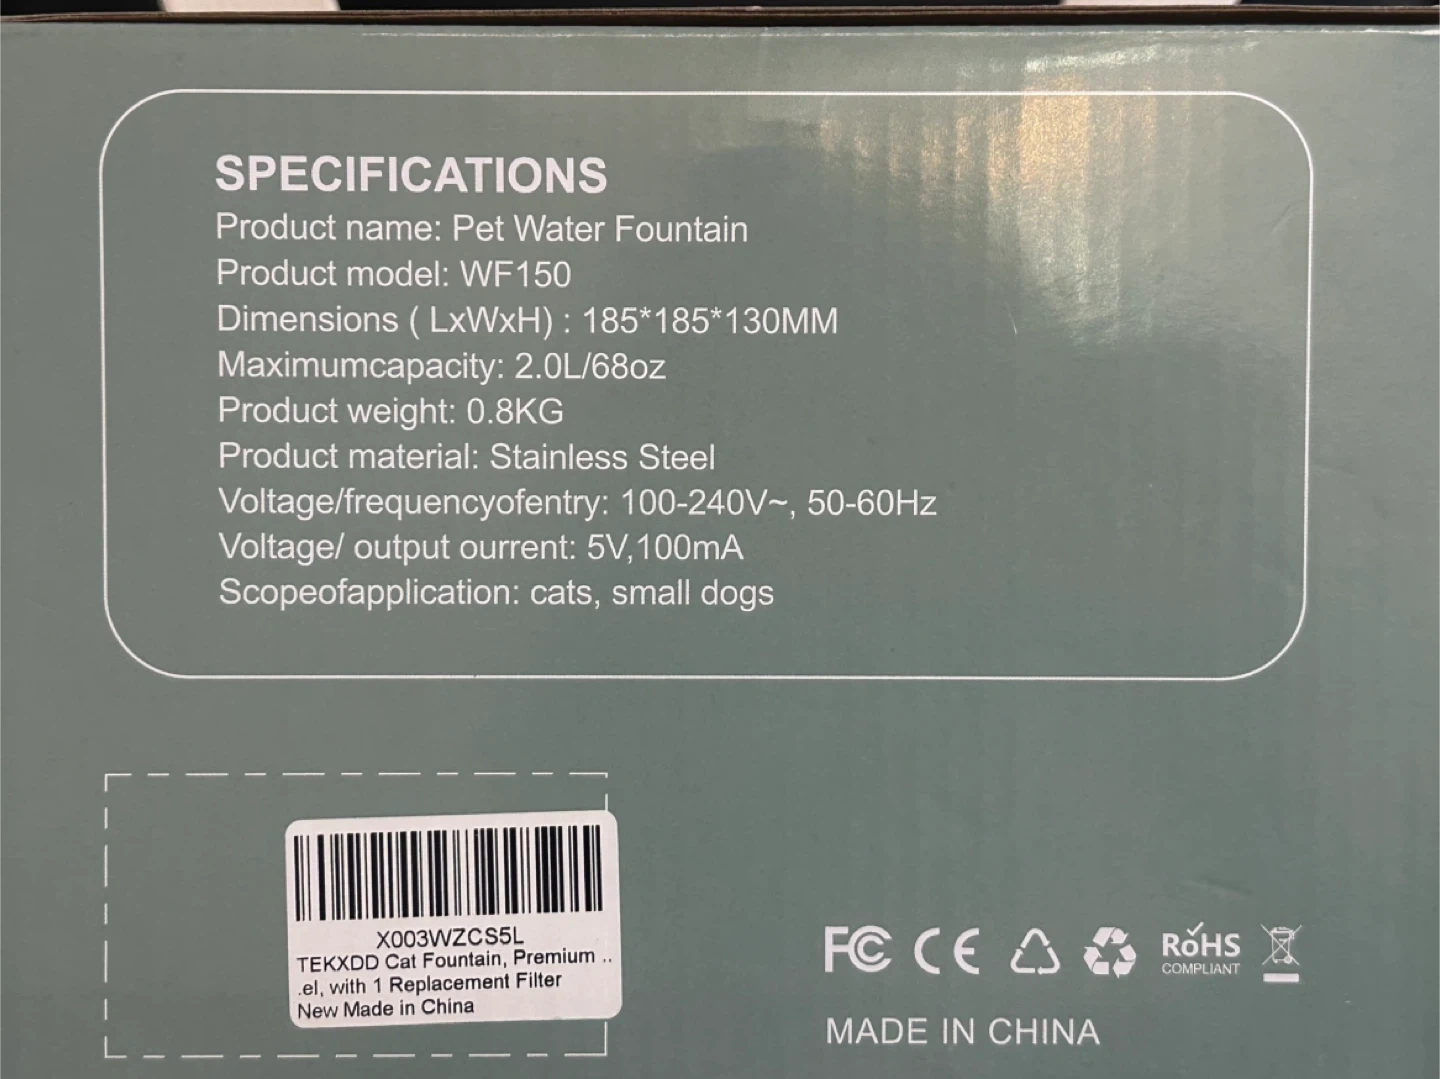 SPECIFICATIONS
Product name: Pet Water Fountain
Product model: WF150
Dimensions ( LxWxH) : 185*185*130MM
Maximumcapacity: 2.0L/68oz
Product weight: 0.8KG
Product material: Stainless Steel
Voltage/frequencyofentry: 100-240V~, 50-60Hz
Voltage/ output ourrent: 5V,100mA
Scopeofapplication: cats, small dogs
X003WZCS5L
TEKXDD Cat Fountain, Premium ..
.el, with 1 Replacement Filter
New Made in China
FC CE RoHS
COMPLIANT
MADE IN CHINA